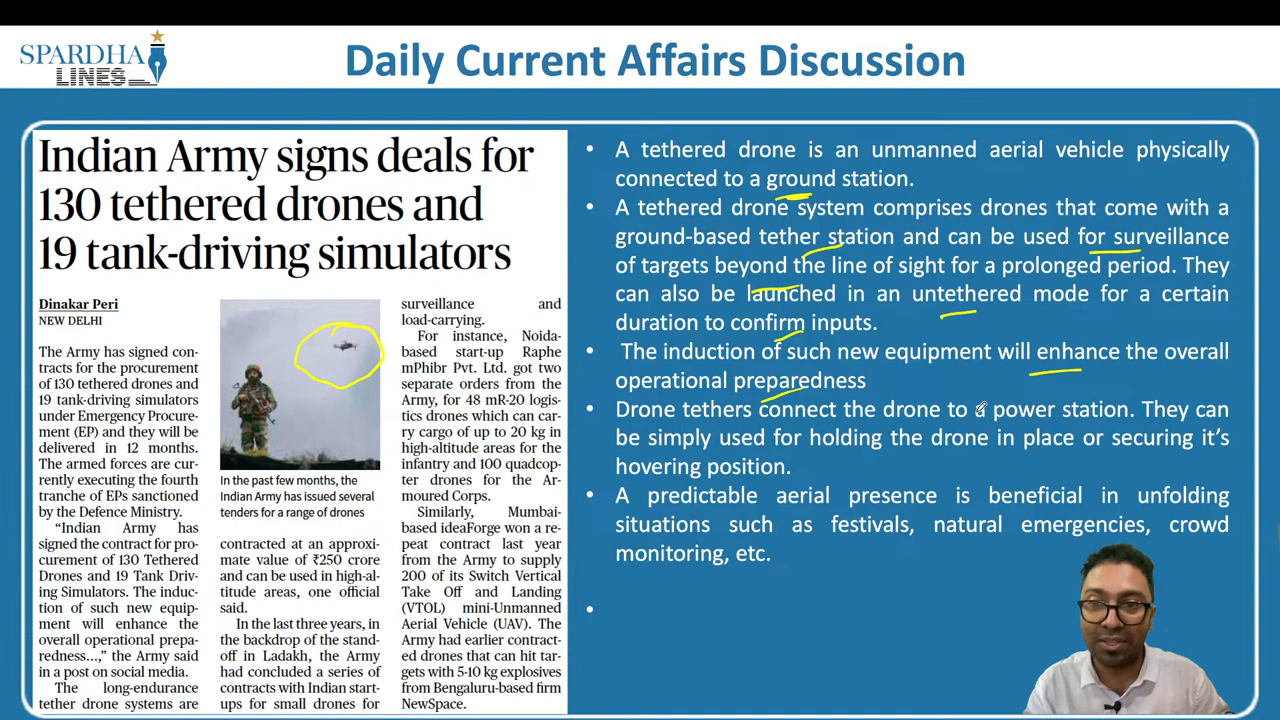 SPARDHA
LINES
Daily Current Affairs Discussion
Indian Army signs deals for
130 tethered drones and
19 tank-driving simulators
Dinakar Peri
NEW DELHI
The Army has signed con-
tracts for the procurement
of 130 tethered drones and
19 tank-driving simulators
under Emergency Procure-
ment (EP) and they will be
delivered in 12 months.
The armed forces are cur-
rently executing the fourth
tranche of EPs sanctioned
by the Defence Ministry.
“Indian Army has
signed the contract for pro-
curement of 130 Tethered
Drones and 19 Tank Driv-
ing Simulators. The induc-
tion of such new equip-
ment will enhance the
overall operational prepa-
redness...,” the Army said
in a post on social media.
The long-endurance
tether drone systems are
In the past few months, the
Indian Army has issued several
tenders for a range of drones
contracted at an approxi-
mate value of ₹250 crore
and can be used in high-al-
titude areas, one official
said.
In the last three years, in
the backdrop of the stand-
off in Ladakh, the Army
had concluded a series of
contracts with Indian start-
ups for small drones for
surveillance and
load-carrying.
For instance, Noida-
based start-up Raphe
mPhibr Pvt. Ltd. got two
separate orders from the
Army, for 48 mR-20 logis-
tics drones which can car-
ry cargo of up to 20 kg in
high-altitude areas for the
infantry and 100 quadcop-
ter drones for the Ar-
moured Corps.
Similarly, Mumbai-
based ideaForge won a re-
peat contract last year
from the Army to supply
200 of its Switch Vertical
Take Off and Landing
(VTOL) mini-Unmanned
Aerial Vehicle (UAV). The
Army had earlier contract-
ed drones that can hit tar-
gets with 5-10 kg explosives
from Bengaluru-based firm
NewSpace.
• A tethered drone is an unmanned aerial vehicle physically
connected to a ground station.
• A tethered drone system comprises drones that come with a
ground-based tether station and can be used for surveillance
of targets beyond the line of sight for a prolonged period. They
can also be launched in an untethered mode for a certain
duration to confirm inputs.
• The induction of such new equipment will enhance the overall
operational preparedness
• Drone tethers connect the drone to a power station. They can
be simply used for holding the drone in place or securing it’s
hovering position.
• A predictable aerial presence is beneficial in unfolding
situations such as festivals, natural emergencies, crowd
monitoring, etc.
•